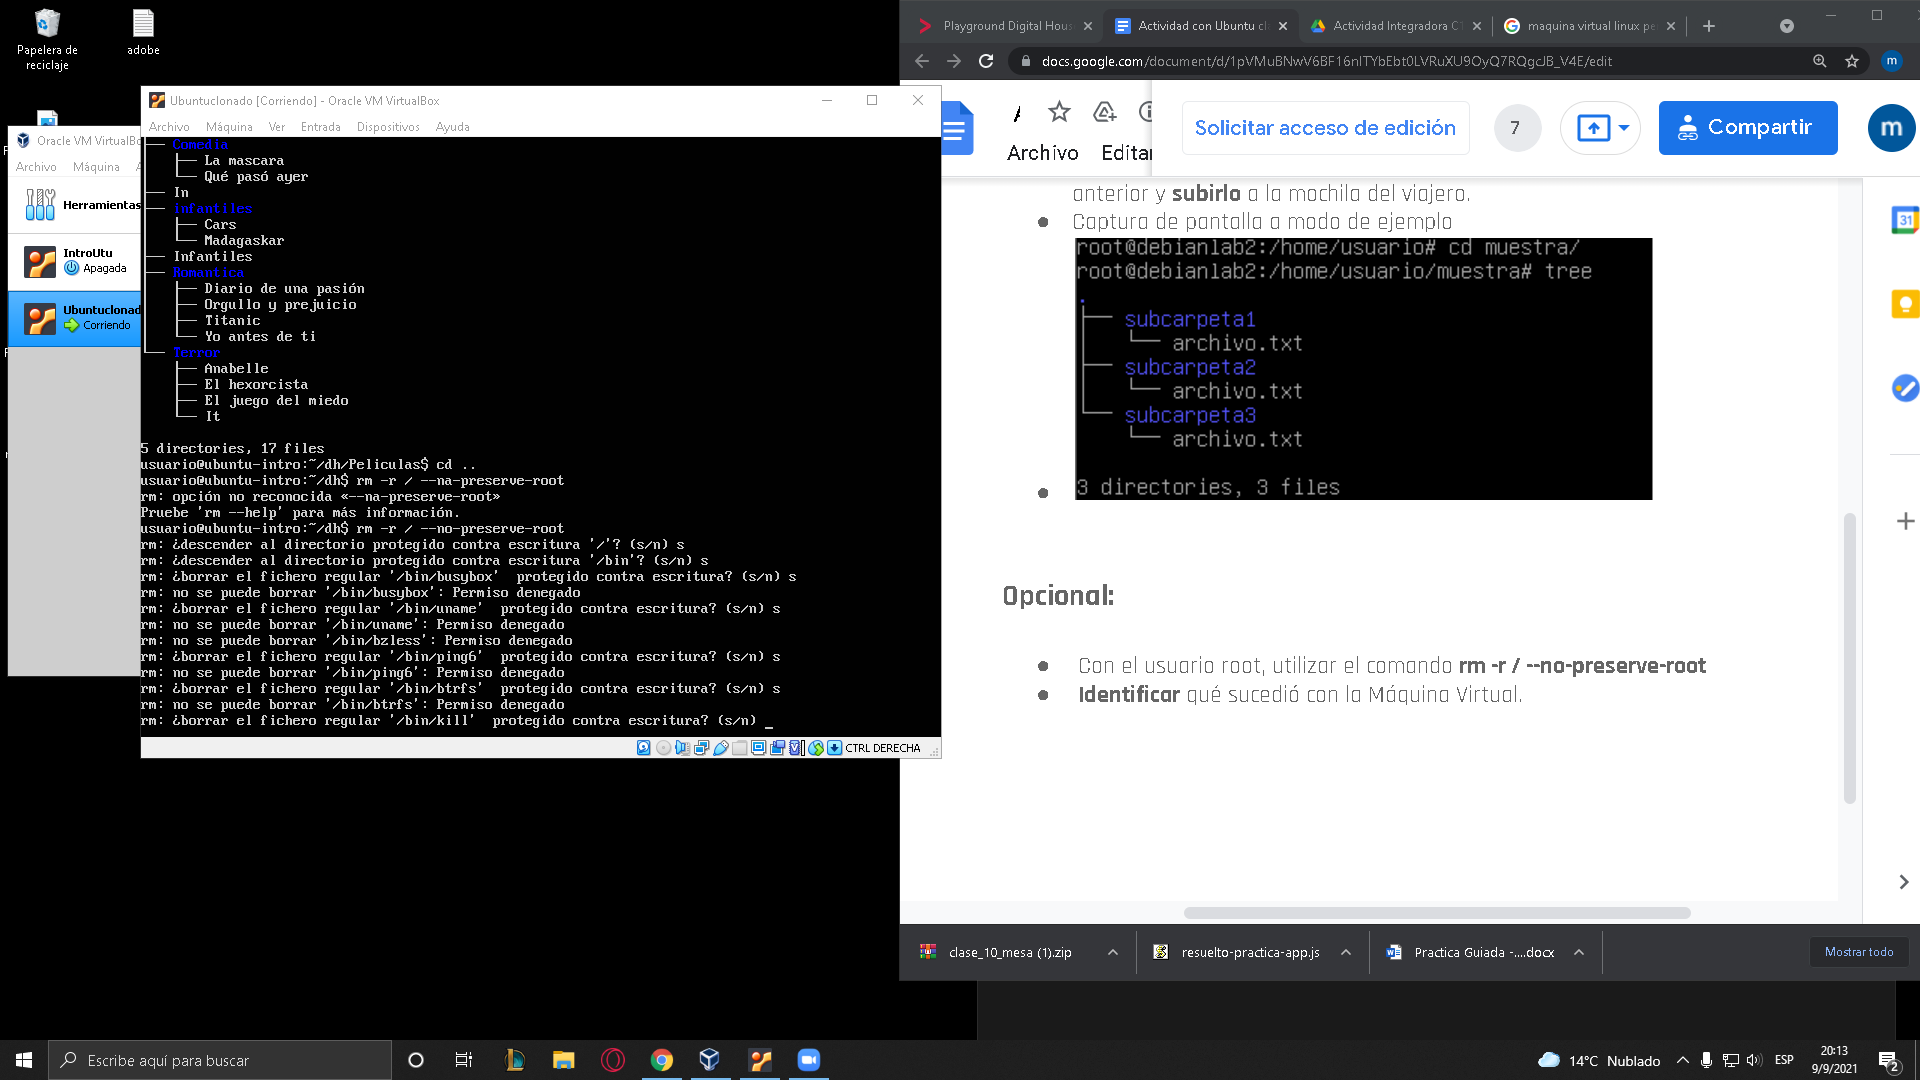 Papelera de
reciclaje
adobe
Oracle VM VirtualBo
Archivo Máquina A
Herramientas
IntroUtu
Apagada
Ubuntuclonad
Corriendo
Ubuntuclonado [Corriendo] - Oracle VM VirtualBox
Archivo Máquina Ver Entrada Dispositivos Ayuda
├── Comedia
│ ├── La mascara
│ └── Qué pasó ayer
├── In
├── infantiles
│ ├── Cars
│ └── Madagaskar
├── Infantiles
├── Romantica
│ ├── Diario de una pasión
│ ├── Orgullo y prejuicio
│ ├── Titanic
│ └── Yo antes de ti
└── Terror
├── Anabelle
├── El hexorcista
├── El juego del miedo
└── It
5 directories, 17 files
usuario@ubuntu-intro:~/dh/Peliculas$ cd ..
usuario@ubuntu-intro:~/dh$ rm -r / --na-preserve-root
rm: opción no reconocida «--na-preserve-root»
Pruebe 'rm --help' para más información.
usuario@ubuntu-intro:~/dh$ rm -r / --no-preserve-root
rm: ¿descender al directorio protegido contra escritura '/'? (s/n) s
rm: ¿descender al directorio protegido contra escritura '/bin'? (s/n) s
rm: ¿borrar el fichero regular '/bin/busybox'  protegido contra escritura? (s/n) s
rm: no se puede borrar '/bin/busybox': Permiso denegado
rm: ¿borrar el fichero regular '/bin/uname'  protegido contra escritura? (s/n) s
rm: no se puede borrar '/bin/uname': Permiso denegado
rm: no se puede borrar '/bin/bzless': Permiso denegado
rm: ¿borrar el fichero regular '/bin/ping6'  protegido contra escritura? (s/n) s
rm: no se puede borrar '/bin/ping6': Permiso denegado
rm: ¿borrar el fichero regular '/bin/btrfs'  protegido contra escritura? (s/n) s
rm: no se puede borrar '/bin/btrfs': Permiso denegado
rm: ¿borrar el fichero regular '/bin/kill'  protegido contra escritura? (s/n) _
CTRL DERECHA
Playground Digital Hous
Actividad con Ubuntu cl
Actividad Integradora C1
maquina virtual linux pe
docs.google.com/document/d/1pVMuBNwV6BF16nITYbEbt0LVRuXU9OyQ7RQgcJB_V4E/edit
m
Archivo Editar
Solicitar acceso de edición
7
Compartir
m
31
anterior y subirlo a la mochila del viajero.
● Captura de pantalla a modo de ejemplo
root@debianlab2:/home/usuario# cd muestra/
root@debianlab2:/home/usuario/muestra# tree
.
├── subcarpeta1
│ └── archivo.txt
├── subcarpeta2
│ └── archivo.txt
└── subcarpeta3
└── archivo.txt
3 directories, 3 files
Opcional:
● Con el usuario root, utilizar el comando rm -r / --no-preserve-root
● Identificar qué sucedió con la Máquina Virtual.
clase_10_mesa (1).zip
resuelto-practica-app.js
Practica Guiada -....docx
Mostrar todo
Escribe aquí para buscar
14°C Nublado
ESP
20:13
9/9/2021
2